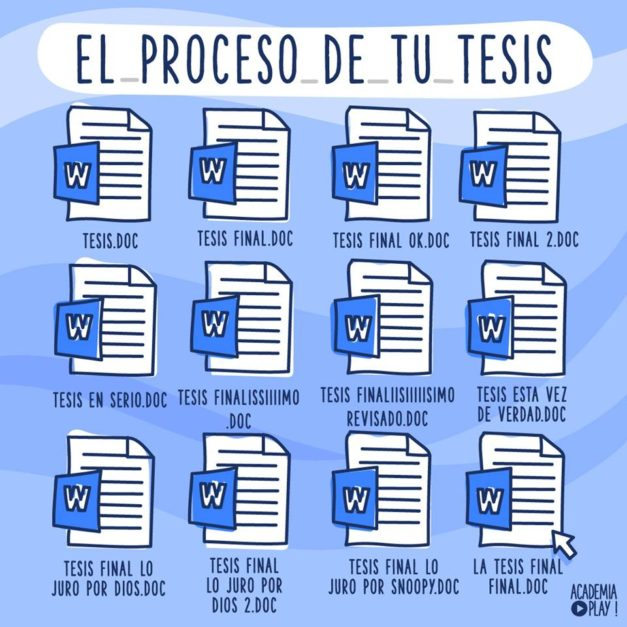 EL_PROCESO_DE_TU_TESIS
W W W W
TESIS.DOC
TESIS FINAL.DOC
TESIS FINAL OK.DOC
TESIS FINAL 2.DOC
W W W W
TESIS EN SERIO.DOC
TESIS FINALISSIIIIMO
.DOC
TESIS FINALIISIIIIISIMO
REVISADO.DOC
TESIS ESTA VEZ
DE VERDAD.DOC
W W W W
TESIS FINAL LO
JURO POR DIOS.DOC
TESIS FINAL
LO JURO POR
DIOS 2.DOC
TESIS FINAL LO
JURO POR SNOOPY.DOC
LA TESIS FINAL
FINAL.DOC
ACADEMIA
PLAY!